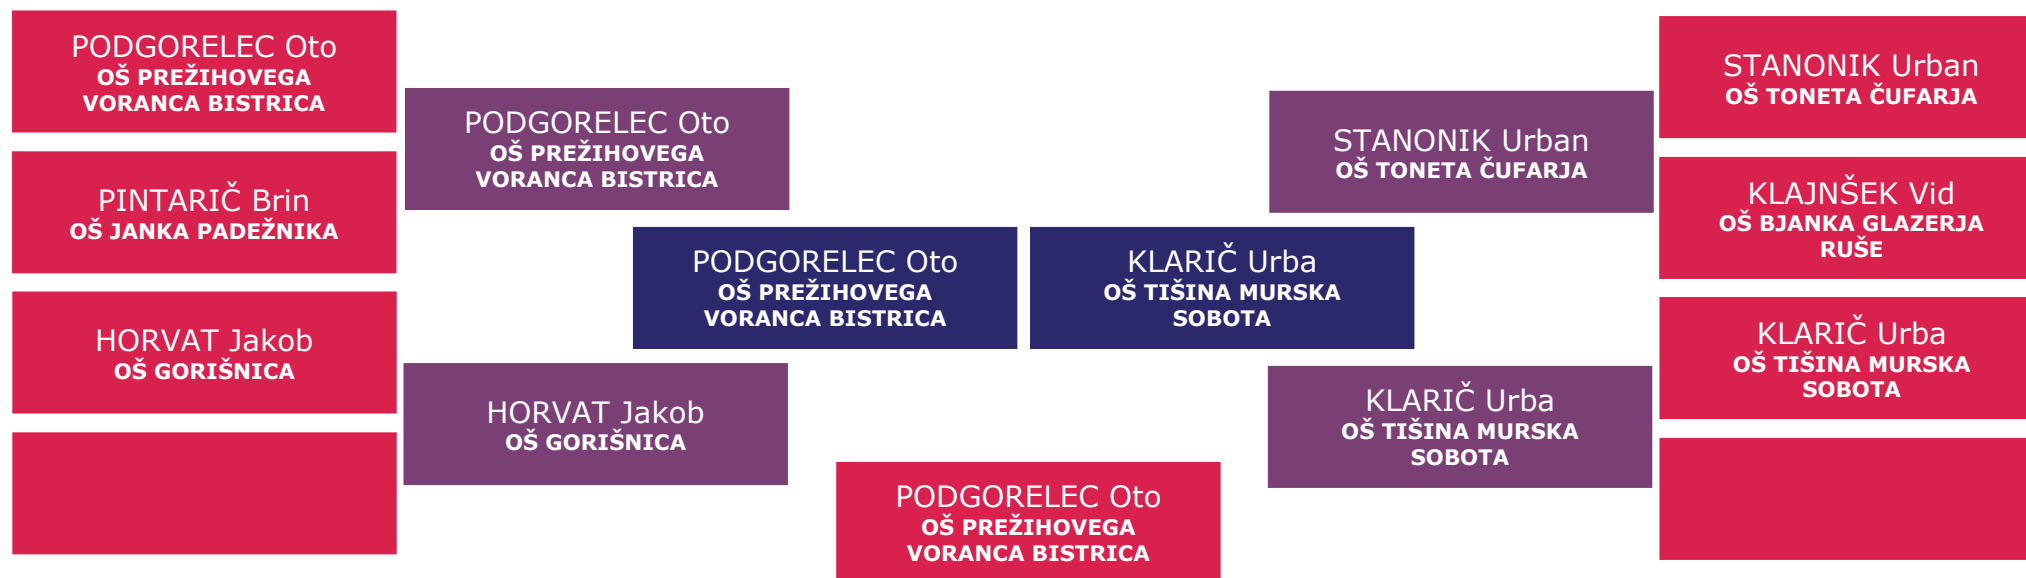 PODGORELEC Oto
OŠ PREŽIHOVEGA
VORANCA BISTRICA
PINTARIČ Brin
OŠ JANKA PADEŽNIKA
HORVAT Jakob
OŠ GORIŠNICA
PODGORELEC Oto
OŠ PREŽIHOVEGA
VORANCA BISTRICA
HORVAT Jakob
OŠ GORIŠNICA
PODGORELEC Oto
OŠ PREŽIHOVEGA
VORANCA BISTRICA
KLARIČ Urba
OŠ TIŠINA MURSKA
SOBOTA
PODGORELEC Oto
OŠ PREŽIHOVEGA
VORANCA BISTRICA
STANONIK Urban
OŠ TONETA ČUFARJA
KLARIČ Urba
OŠ TIŠINA MURSKA
SOBOTA
STANONIK Urban
OŠ TONETA ČUFARJA
KLAJNŠEK Vid
OŠ BJANKA GLAZERJA
RUŠE
KLARIČ Urba
OŠ TIŠINA MURSKA
SOBOTA